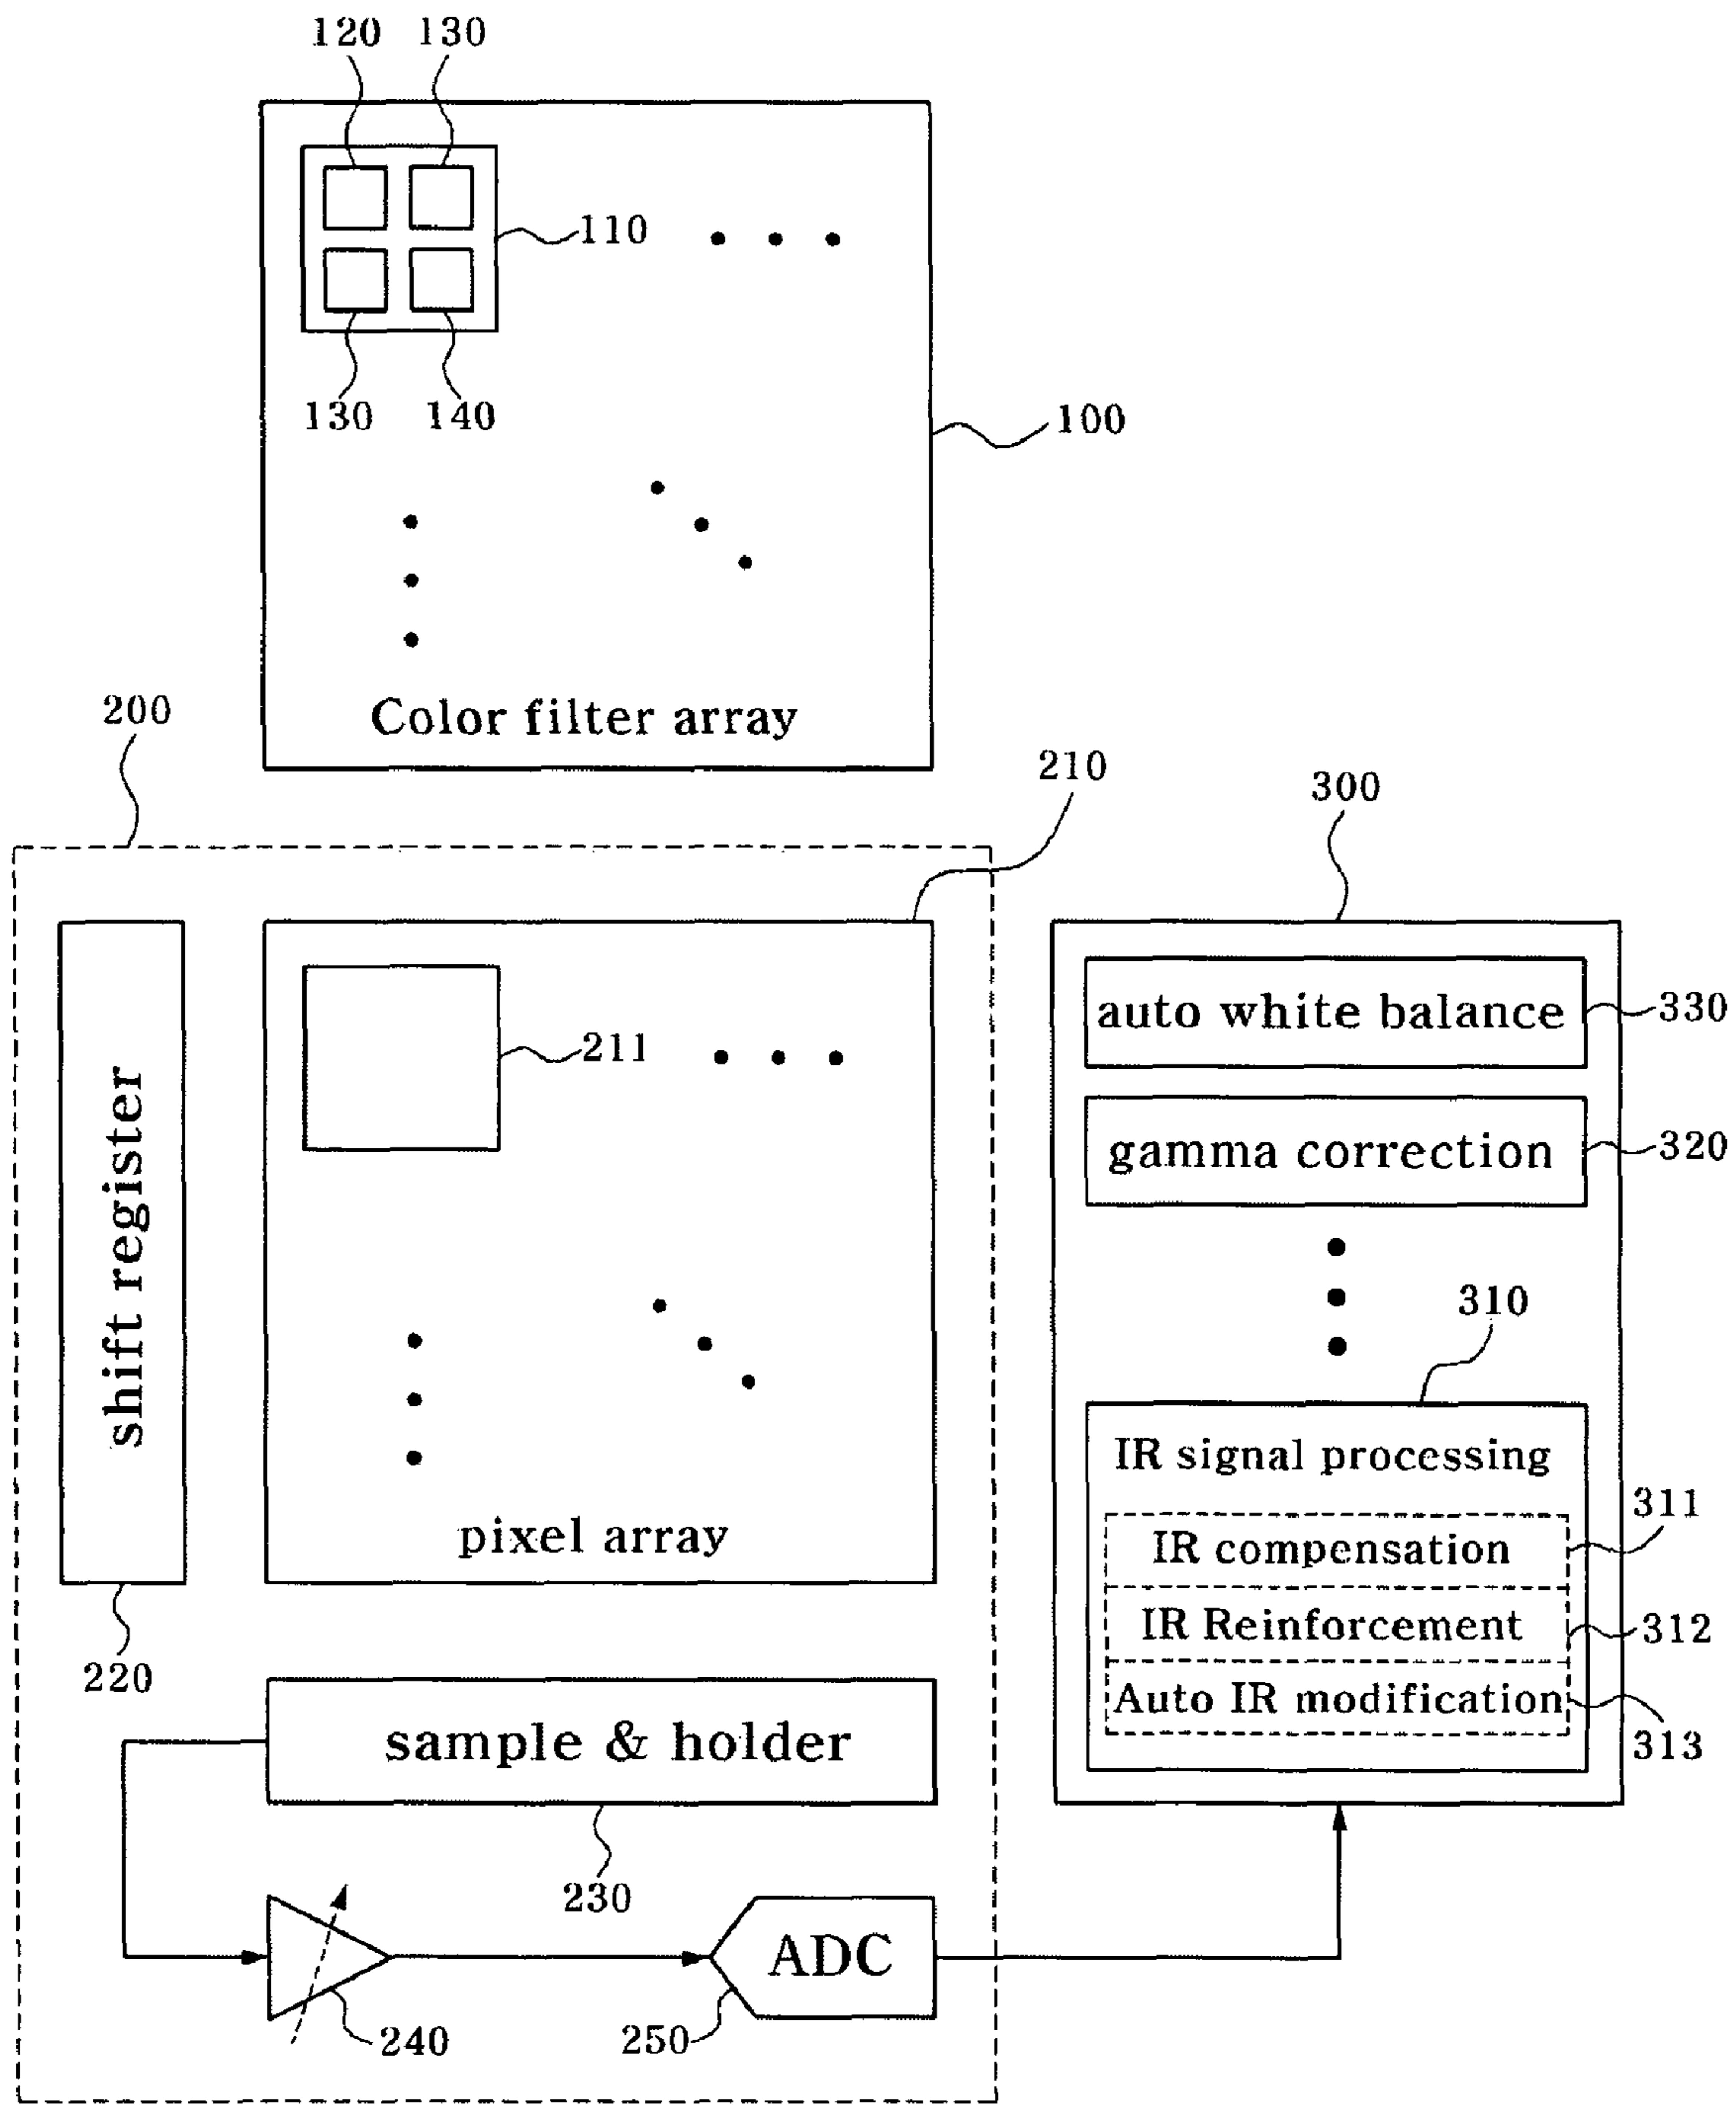 120 130
110
130 140
100
Color filter array
200
210
300
auto white balance
330
211
gamma correction
320
shift register
310
IR signal processing
311
IR compensation
pixel array
IR Reinforcement
312
220
Auto IR modification
sample & holder
313
230
ADC
240
250